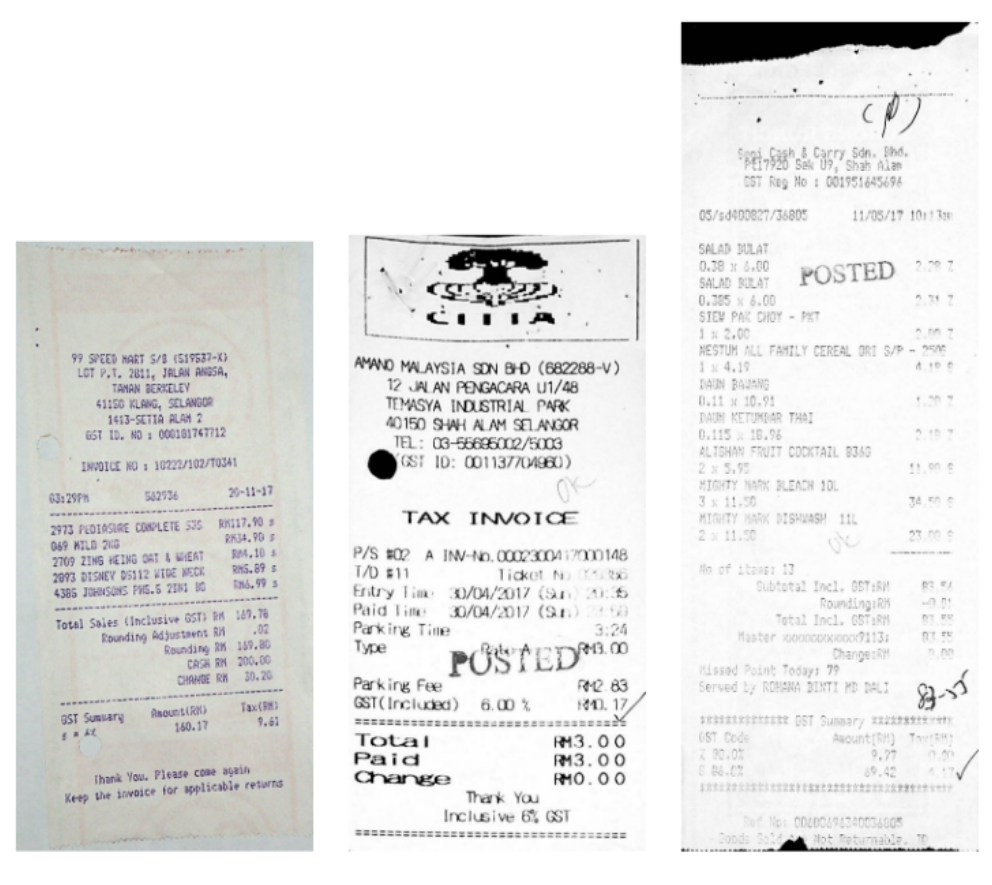 99 SPEED MART S/B (519537-X)
LOT P.T. 2811, JALAN ANGSA,
TAMAN BERKELEY
41150 KLANG, SELANGOR
1413-SETIA ALAM 2
GST ID. NO : 000181747712
INVOICE NO : 18222/102/T0341
03:29PM 562936 20-11-17
2973 PEDIASURE COMPLETE S3S RM117.90 s
069 MILO 2KG RM34.90 s
2709 ZING HEING OAT & WHEAT RM4.10 s
2893 DISNEY DS112 WIDE NECK RM5.89 s
4385 JOHNSONS PH5.5 2IN1 BG RM6.99 s
Total Sales (Inclusive GST) RM 169.78
Rounding Adjustment RM .02
Rounding RM 169.80
CASH RM 200.00
CHANGE RM 30.20
GST Summary Amount(RM) Tax(RM)
s = 6% 160.17 9.61
Thank You. Please come again
Keep the invoice for applicable returns
CITTA
AMANO MALAYSIA SDN BHD (682288-V)
12 JALAN PENGACARA U1/48
TEMASYA INDUSTRIAL PARK
40150 SHAH ALAM SELANGOR
TEL: 03-55695002/5003
(GST ID: 001137704960)
OK
TAX INVOICE
P/S #02 A INV-No.0002300417000148
T/D #11 Ticket No.
Entry Time 30/04/2017 (Sun) 20:35
Paid Time 30/04/2017 (Sun) 23:59
Parking Time 3:24
Type Rate A RM3.00
POSTED
Parking Fee RM2.83
GST(Included) 6.00 % RM0.17
Total RM3.00
Paid RM3.00
Change RM0.00
Thank You
Inclusive 6% GST
Segi Cash & Carry Sdn. Bhd.
PT17920 Sek U9, Shah Alam
GST Reg No : 001951645696
05/sd400827/36805 11/05/17 10:13am
SALAD BULAT
0.38 x 6.00 2.28 Z
POSTED
SALAD BULAT
0.385 x 6.00 2.31 Z
SIEW PAK CHOY - PKT
1 x 2.00 2.00 Z
NESTUM ALL FAMILY CEREAL ORI S/P - 250G
1 x 4.19 4.19 S
DAUN BAWANG
0.11 x 10.91 1.20 Z
DAUN KETUMBAR THAI
0.115 x 18.96 2.18 Z
ALISHAN FRUIT COCKTAIL 836G
2 x 5.95 11.90 S
MIGHTY MARK BLEACH 10L
3 x 11.50 34.50 S
MIGHTY MARK DISHWASH 11L
2 x 11.50 23.00 S
OK
No of items: 13
Subtotal Incl. GST:RM 83.56
Rounding:RM -0.01
Total Incl. GST:RM 83.55
Master xxxxxxxxxxxx9113: 83.55
Change:RM 0.00
Missed Point Today: 79
Served by ROHANA BINTI MD DALI
83-55
************* GST Summary ************
GST Code Amount(RM) Tax(RM)
Z 00.0% 9.97 0.00
S 06.0% 69.42 4.17
Ref No: 
Goods Sold Not Returnable.